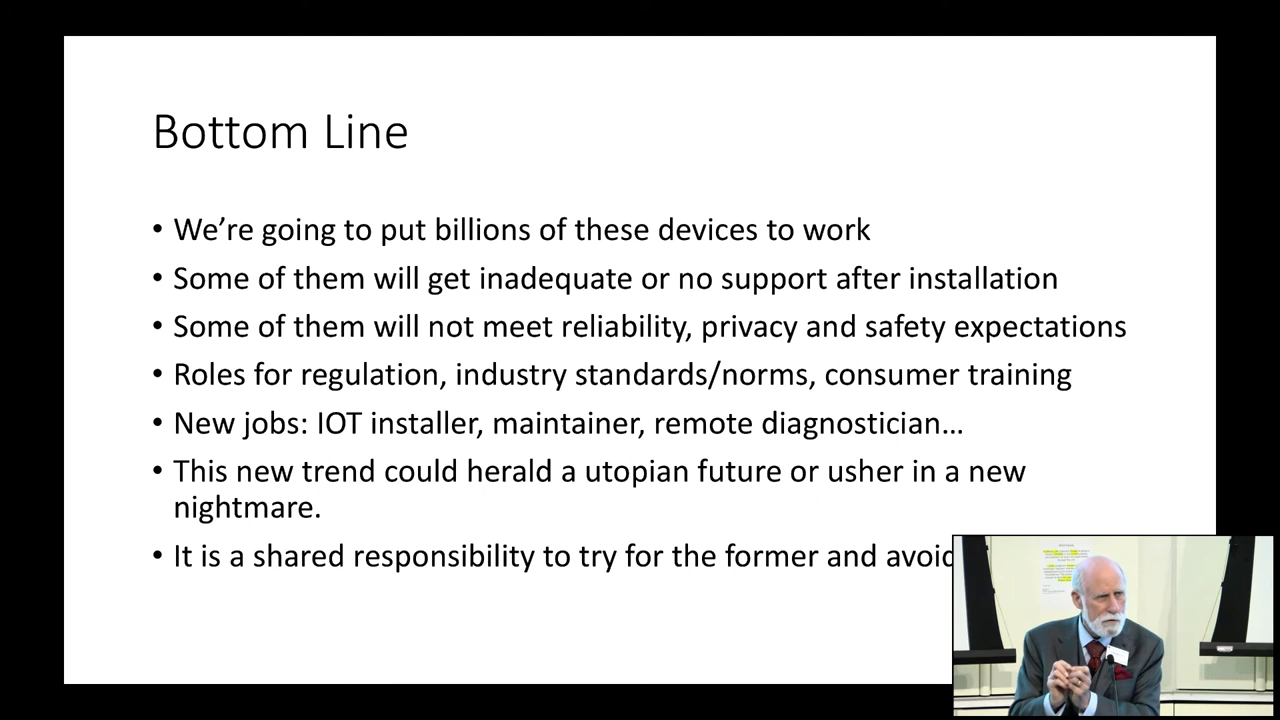 Bottom Line
• We’re going to put billions of these devices to work
• Some of them will get inadequate or no support after installation
• Some of them will not meet reliability, privacy and safety expectations
• Roles for regulation, industry standards/norms, consumer training
• New jobs: IOT installer, maintainer, remote diagnostician…
• This new trend could herald a utopian future or usher in a new
nightmare.
• It is a shared responsibility to try for the former and avoid